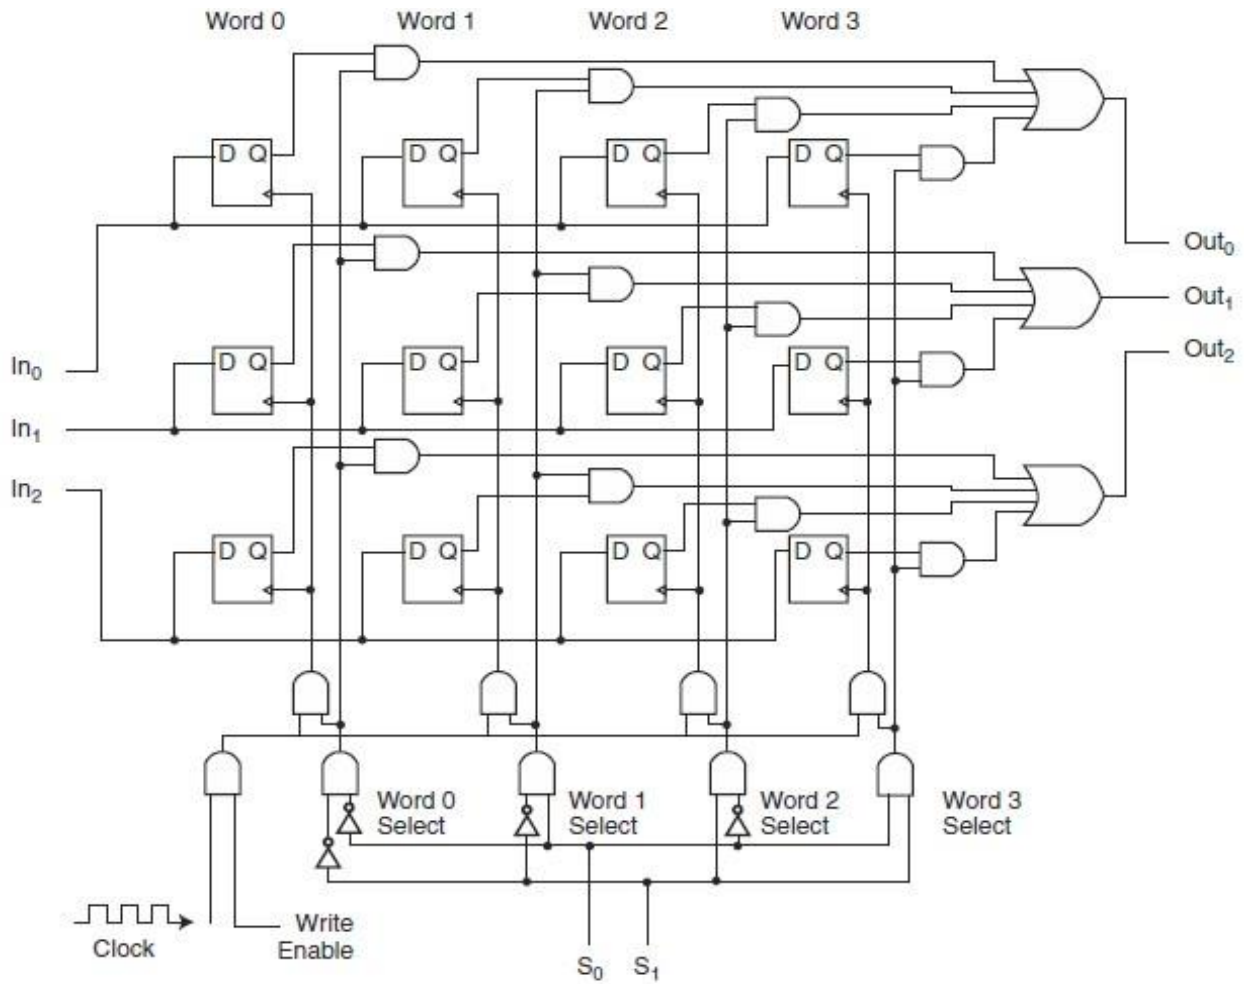 Word 0 Word 1 Word 2 Word 3
D Q D Q D Q D Q
Out₀
Out₁
Out₂
In₀
D Q D Q D Q D Q
In₁
In₂
D Q D Q D Q D Q
Word 0 Select
Word 1 Select
Word 2 Select
Word 3 Select
Clock
Write Enable
S₀ S₁